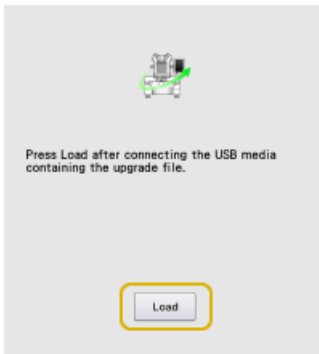 Press Load after connecting the USB media
containing the upgrade file.
Load